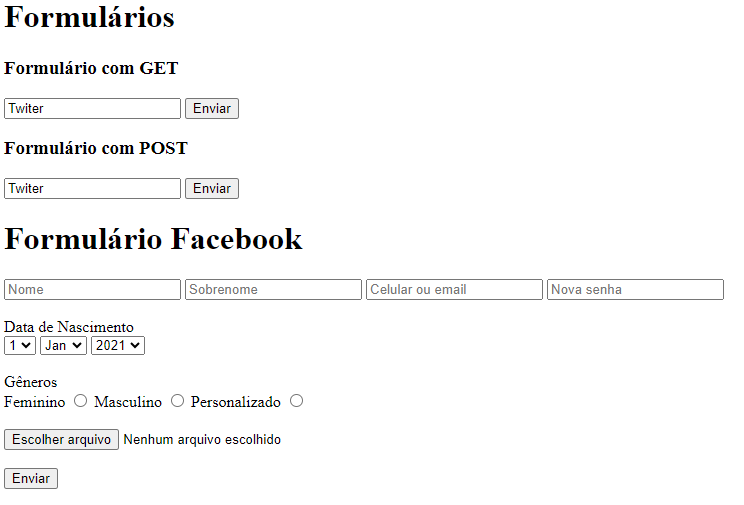 Formulários
Formulário com GET
Twiter Enviar
Formulário com POST
Twiter Enviar
Formulário Facebook
Nome Sobrenome Celular ou email Nova senha
Data de Nascimento
1 Jan 2021
Gêneros
Feminino Masculino Personalizado
Escolher arquivo Nenhum arquivo escolhido
Enviar